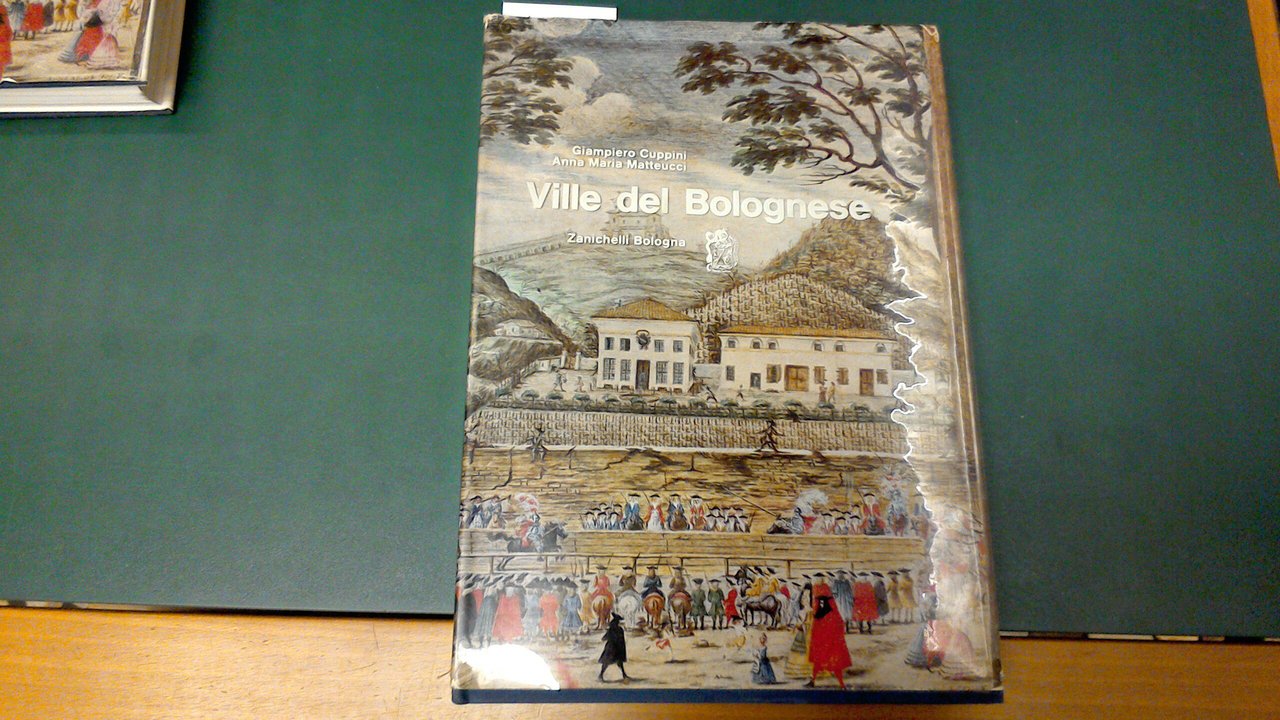 Giampiero Cuppini
Anna Maria Matteucci
Ville del Bolognese
Zanichelli Bologna